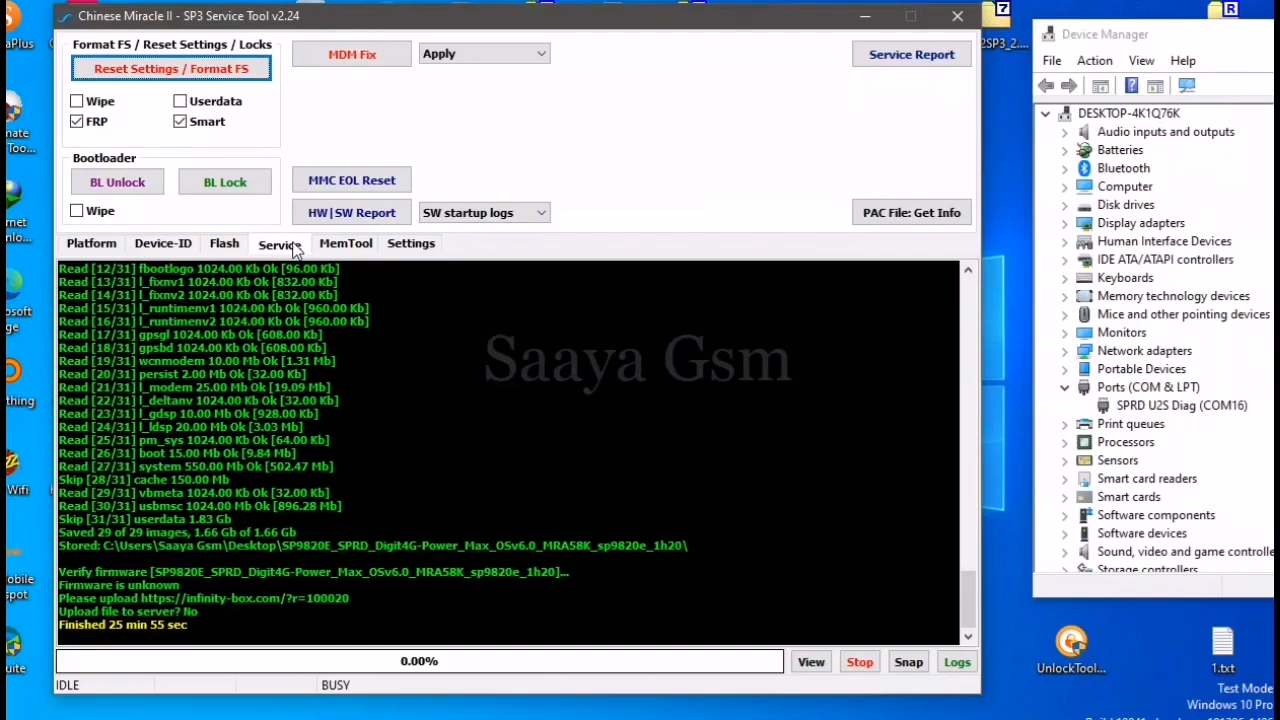 Chinese Miracle II - SP3 Service Tool v2.24
Format FS / Reset Settings / Locks
Reset Settings / Format FS
Wipe
Userdata
FRP
Smart
Bootloader
BL Unlock
BL Lock
Wipe
MDM Fix
Apply
Service Report
MMC EOL Reset
HW|SW Report
SW startup logs
PAC File: Get Info
Platform
Device-ID
Flash
Service
MemTool
Settings
Read [12/31] fbootlogo 1024.00 Kb Ok [96.00 Kb]
Read [13/31] l_fixnv1 1024.00 Kb Ok [832.00 Kb]
Read [14/31] l_fixnv2 1024.00 Kb Ok [832.00 Kb]
Read [15/31] l_runtimenv1 1024.00 Kb Ok [960.00 Kb]
Read [16/31] l_runtimenv2 1024.00 Kb Ok [960.00 Kb]
Read [17/31] gpsgl 1024.00 Kb Ok [608.00 Kb]
Read [18/31] gpsbd 1024.00 Kb Ok [608.00 Kb]
Read [19/31] wcnmodem 10.00 Mb Ok [1.31 Mb]
Read [20/31] persist 2.00 Mb Ok [32.00 Kb]
Read [21/31] l_modem 25.00 Mb Ok [19.09 Mb]
Read [22/31] l_deltanv 1024.00 Kb Ok [32.00 Kb]
Read [23/31] l_gdsp 10.00 Mb Ok [928.00 Kb]
Read [24/31] l_ldsp 20.00 Mb Ok [3.03 Mb]
Read [25/31] pm_sys 1024.00 Kb Ok [64.00 Kb]
Read [26/31] boot 15.00 Mb Ok [9.84 Mb]
Read [27/31] system 550.00 Mb Ok [502.47 Mb]
Skip [28/31] cache 150.00 Mb
Read [29/31] vbmeta 1024.00 Kb Ok [32.00 Kb]
Read [30/31] usbmsc 1024.00 Mb Ok [896.28 Mb]
Skip [31/31] userdata 1.83 Gb
Saved 29 of 29 images, 1.66 Gb of 1.66 Gb
Stored: C:\Users\Saaya Gsm\Desktop\SP9820E_SPRD_Digit4G-Power_Max_OSv6.0_MRA58K_sp9820e_1h20\
Verify firmware [SP9820E_SPRD_Digit4G-Power_Max_OSv6.0_MRA58K_sp9820e_1h20]...
Firmware is unknown
Please upload https://infinity-box.com/?r=100020
Upload file to server? No
Finished 25 min 55 sec
Saaya Gsm
0.00%
View
Stop
Snap
Logs
IDLE
BUSY
7
R
2SP3_2....
Device Manager
File Action View Help
DESKTOP-4K1Q76K
Audio inputs and outputs
Batteries
Bluetooth
Computer
Disk drives
Display adapters
Human Interface Devices
IDE ATA/ATAPI controllers
Keyboards
Memory technology devices
Mice and other pointing devices
Monitors
Network adapters
Portable Devices
Ports (COM & LPT)
SPRD U2S Diag (COM16)
Print queues
Processors
Sensors
Smart card readers
Smart cards
Software components
Software devices
Sound, video and game controlle
Storage controllers
UnlockTool...
1.txt
Test Mode
Windows 10 Pro